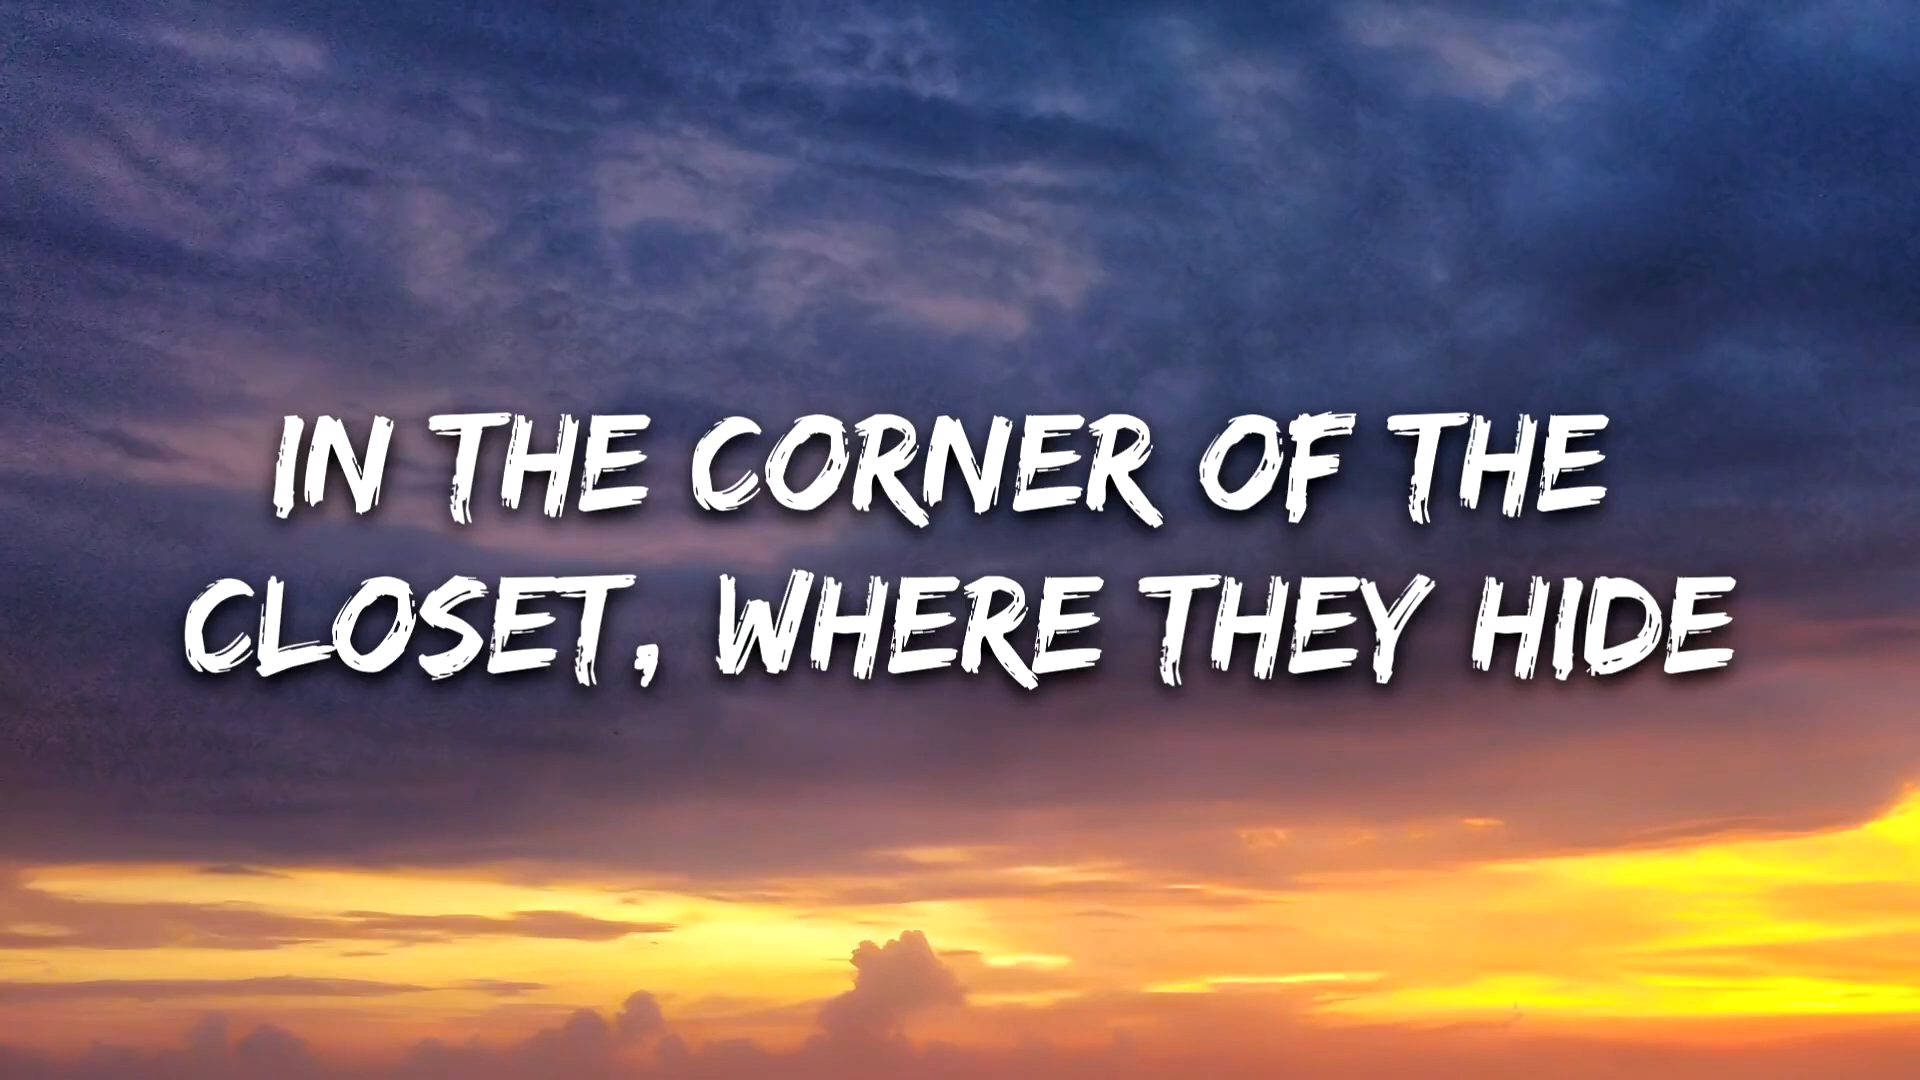 IN THE CORNER OF THE
CLOSET, WHERE THEY HIDE